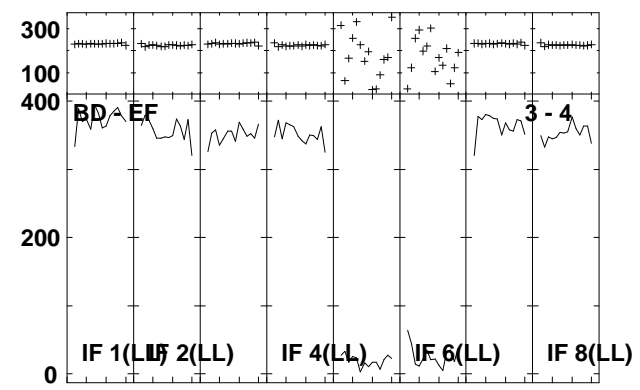 300
100
400
BD - EF 3 - 4
200
IF 1(LL) IF 2(LL) IF 4(LL) IF 6(LL) IF 8(LL)
0